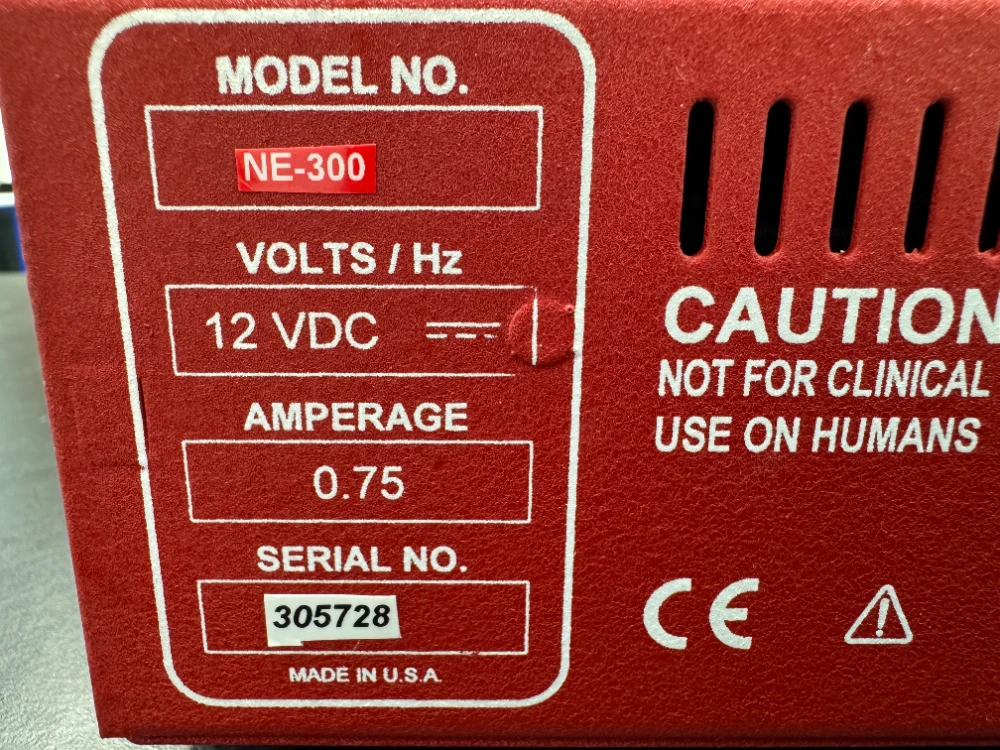 MODEL NO.
NE-300
VOLTS / Hz
12 VDC
AMPERAGE
0.75
SERIAL NO.
305728
MADE IN U.S.A.
CAUTION
NOT FOR CLINICAL
USE ON HUMANS
CE